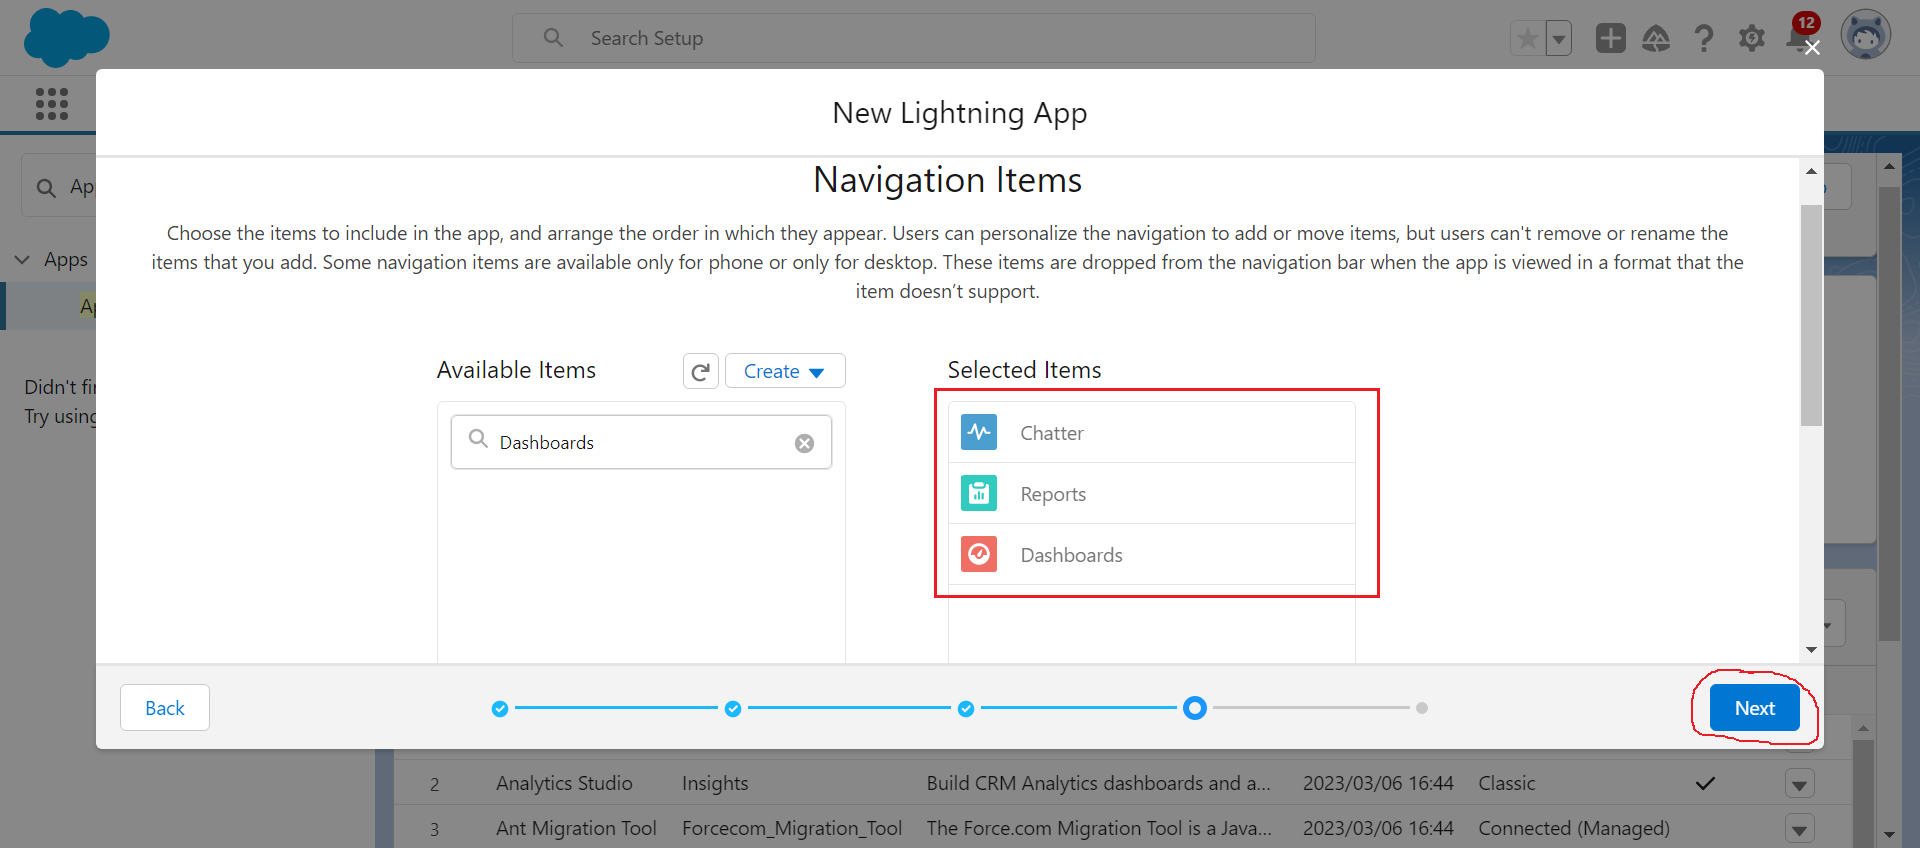 Search Setup
12
New Lightning App
Ap
Navigation Items
Choose the items to include in the app, and arrange the order in which they appear. Users can personalize the navigation to add or move items, but users can't remove or rename the
items that you add. Some navigation items are available only for phone or only for desktop. These items are dropped from the navigation bar when the app is viewed in a format that the
item doesn’t support.
Apps
Ap
Didn't fi
Try using
Available Items
Create
Selected Items
Dashboards
Chatter
Reports
Dashboards
Back
Next
2 Analytics Studio Insights Build CRM Analytics dashboards and a... 2023/03/06 16:44 Classic
3 Ant Migration Tool Forcecom_Migration_Tool The Force.com Migration Tool is a Java... 2023/03/06 16:44 Connected (Managed)